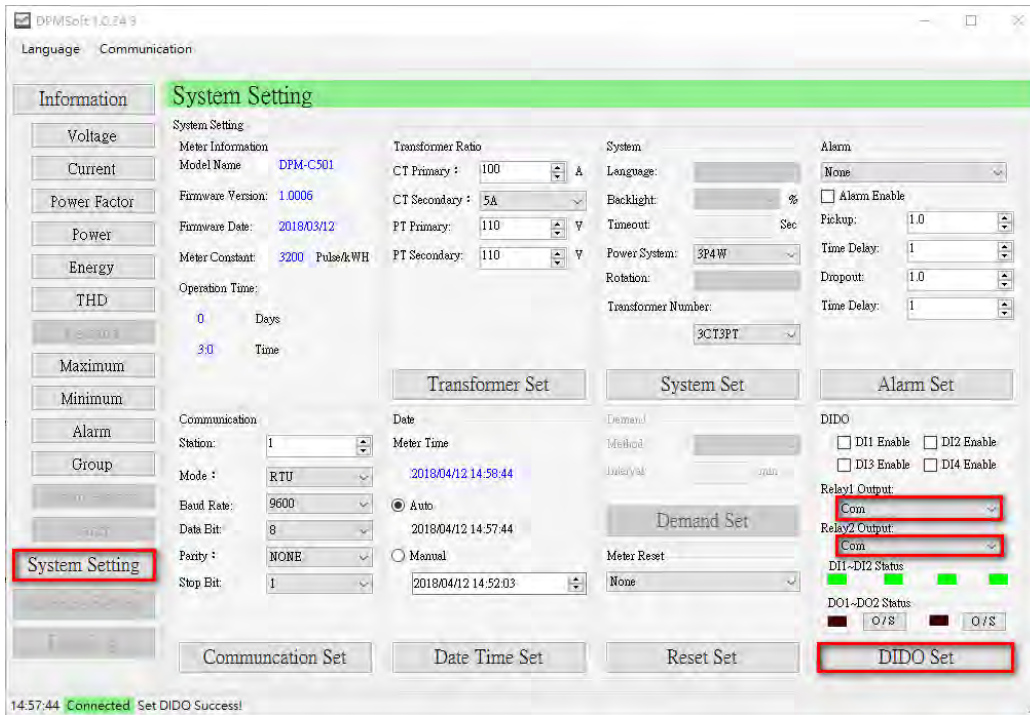 DPMSoft 1.0.24.9
Language Communication
Information
Voltage
Current
Power Factor
Power
Energy
THD
Maximum
Minimum
Alarm
Group
System Setting
System Setting
System Setting
Meter Information
Model Name DPM-C501
Firmware Version: 1.0006
Firmware Date: 2018/03/12
Meter Constant: 3200 Pulse/kWH
Operation Time:
0 Days
3:0 Time
Transformer Ratio
CT Primary： 100 A
CT Secondary： 5A
PT Primary: 110 V
PT Secondary: 110 V
Transformer Set
System
Language:
Backlight: %
Timeout: Sec
Power System: 3P4W
Rotation:
Transformer Number:
3CT3PT
System Set
Alarm
None
Alarm Enable
Pickup: 1.0
Time Delay: 1
Dropout: 1.0
Time Delay: 1
Alarm Set
Communication
Station: 1
Mode： RTU
Baud Rate: 9600
Data Bit: 8
Parity： NONE
Stop Bit: 1
Communcation Set
Date
Meter Time
2018/04/12 14:58:44
Auto
2018/04/12 14:57:44
Manual
2018/04/12 14:52:03
Date Time Set
Demand
Method
Interval min
Demand Set
Meter Reset
None
Reset Set
DIDO
DI1 Enable DI2 Enable
DI3 Enable DI4 Enable
Relay1 Output:
Com
Relay2 Output:
Com
DI1~DI2 Status
DO1~DO2 Status
O/S O/S
DIDO Set
14:57:44 Connected Set DIDO Success!